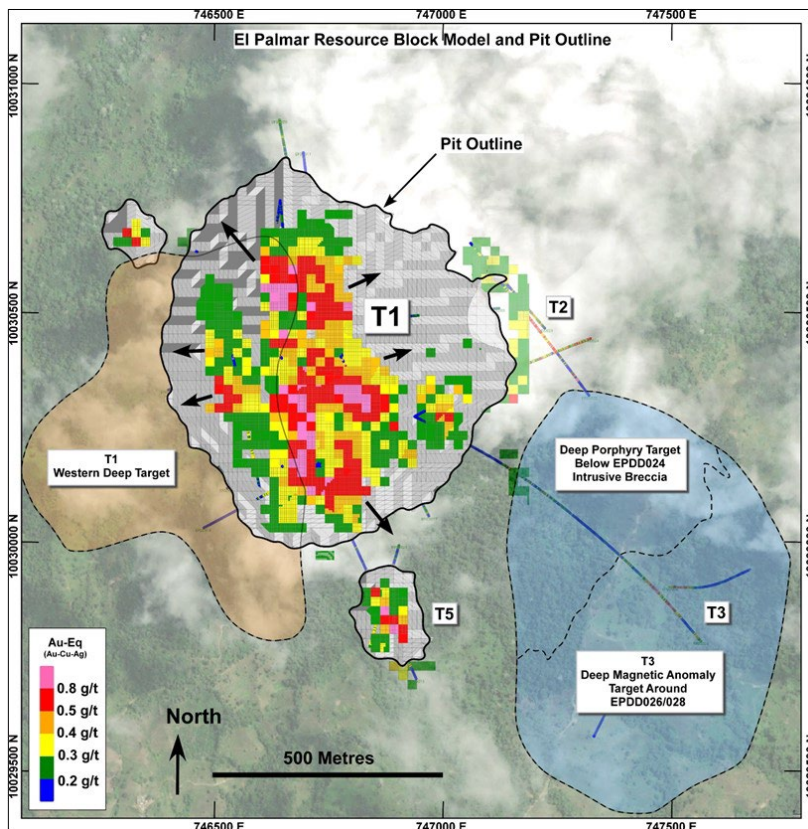 746500 E
747000 E
747500 E
El Palmar Resource Block Model and Pit Outline
10031000 N
Pit Outline
10030500 N
T1
T2
T1
Western Deep Target
Deep Porphyry Target
Below EPDD024
Intrusive Breccia
10030000 N
T5
T3
T3
Deep Magnetic Anomaly
Target Around
EPDD026/028
Au-Eq
(Au-Cu-Ag)
0.8 g/t
0.5 g/t
0.4 g/t
0.3 g/t
0.2 g/t
North
500 Metres
10029500 N
746500 E
747000 E
747500 E